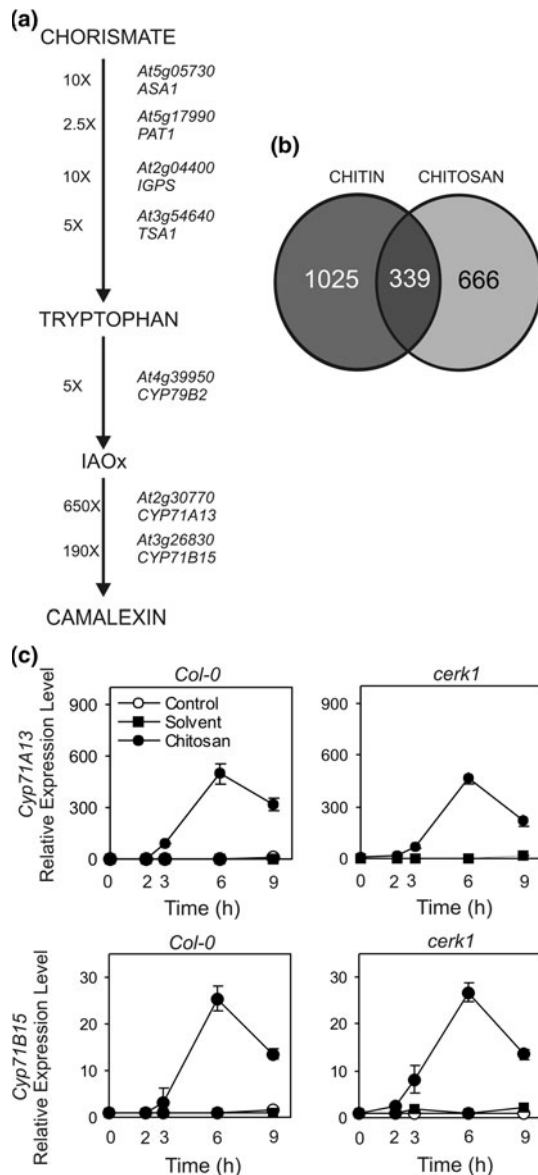 (a)
CHORISMATE
10X
At5g05730
ASA1
2.5X
At5g17990
PAT1
10X
At2g04400
IGPS
5X
At3g54640
TSA1
TRYPTOPHAN
5X
At4g39950
CYP79B2
IAOx
650X
At2g30770
CYP71A13
190X
At3g26830
CYP71B15
CAMALEXIN
(b)
CHITIN
CHITOSAN
1025
339
666
(c)
Col-0
Cyp71A13
Relative Expression Level
900
600
300
0
Control
Solvent
Chitosan
0 2 3 6 9
Time (h)
cerk1
900
600
300
0
0 2 3 6 9
Time (h)
Col-0
Cyp71B15
Relative Expression Level
30
20
10
0
0 2 3 6 9
Time (h)
cerk1
30
20
10
0
0 2 3 6 9
Time (h)